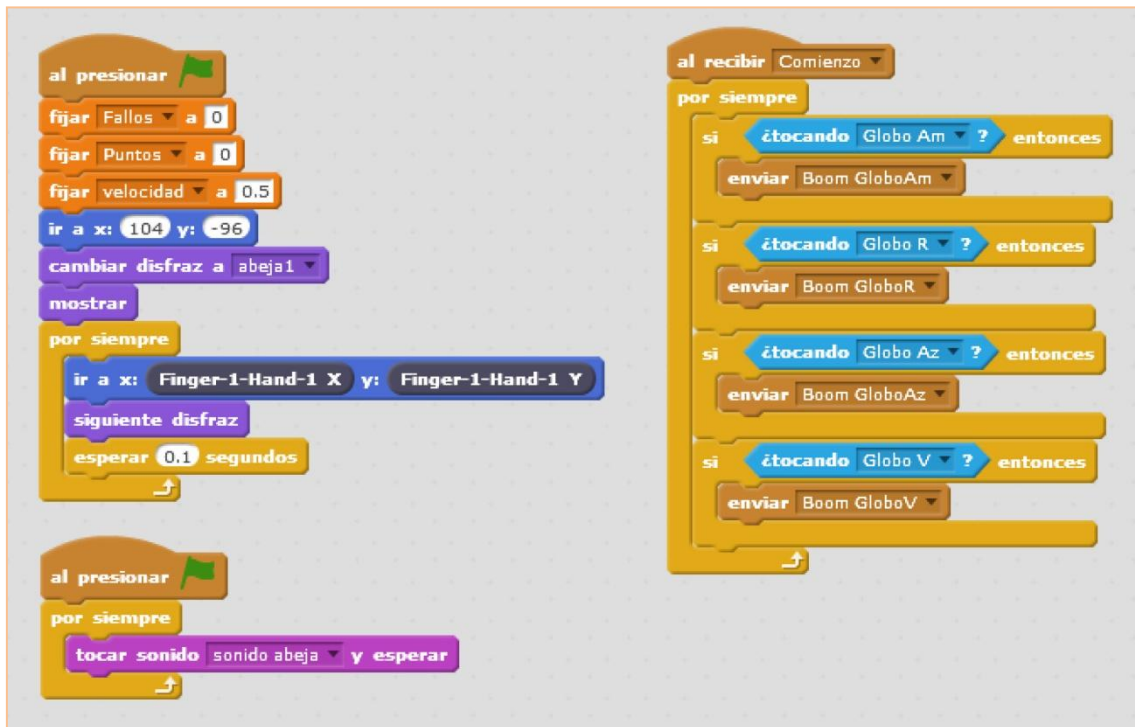 al presionar
fijar Fallos a 0
fijar Puntos a 0
fijar velocidad a 0.5
ir a x: 104 y: -96
cambiar disfraz a abeja1
mostrar
por siempre
ir a x: Finger-1-Hand-1 X y: Finger-1-Hand-1 Y
siguiente disfraz
esperar 0.1 segundos
al presionar
por siempre
tocar sonido sonido abeja y esperar
al recibir Comienzo
por siempre
si ¿tocando Globo Am ? entonces
enviar Boom GloboAm
si ¿tocando Globo R ? entonces
enviar Boom GloboR
si ¿tocando Globo Az ? entonces
enviar Boom GloboAz
si ¿tocando Globo V ? entonces
enviar Boom GloboV